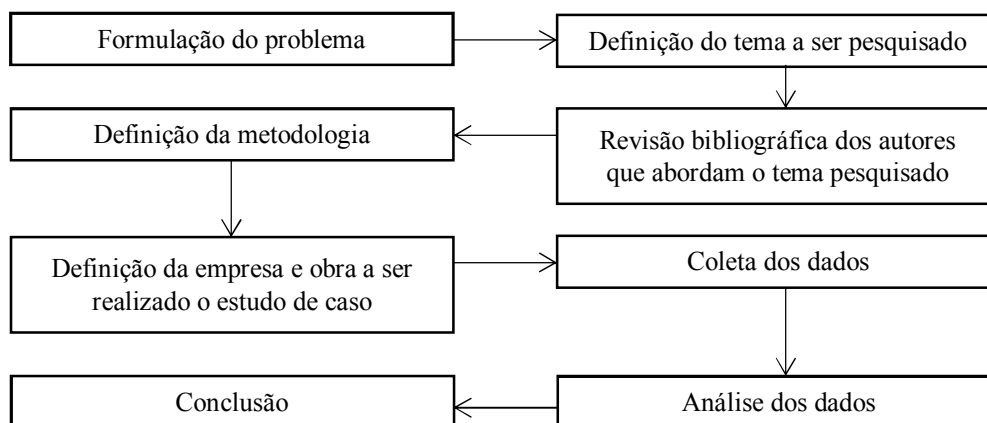 Formulação do problema
Definição do tema a ser pesquisado
Revisão bibliográfica dos autores
que abordam o tema pesquisado
Definição da metodologia
Definição da empresa e obra a ser
realizado o estudo de caso
Coleta dos dados
Análise dos dados
Conclusão